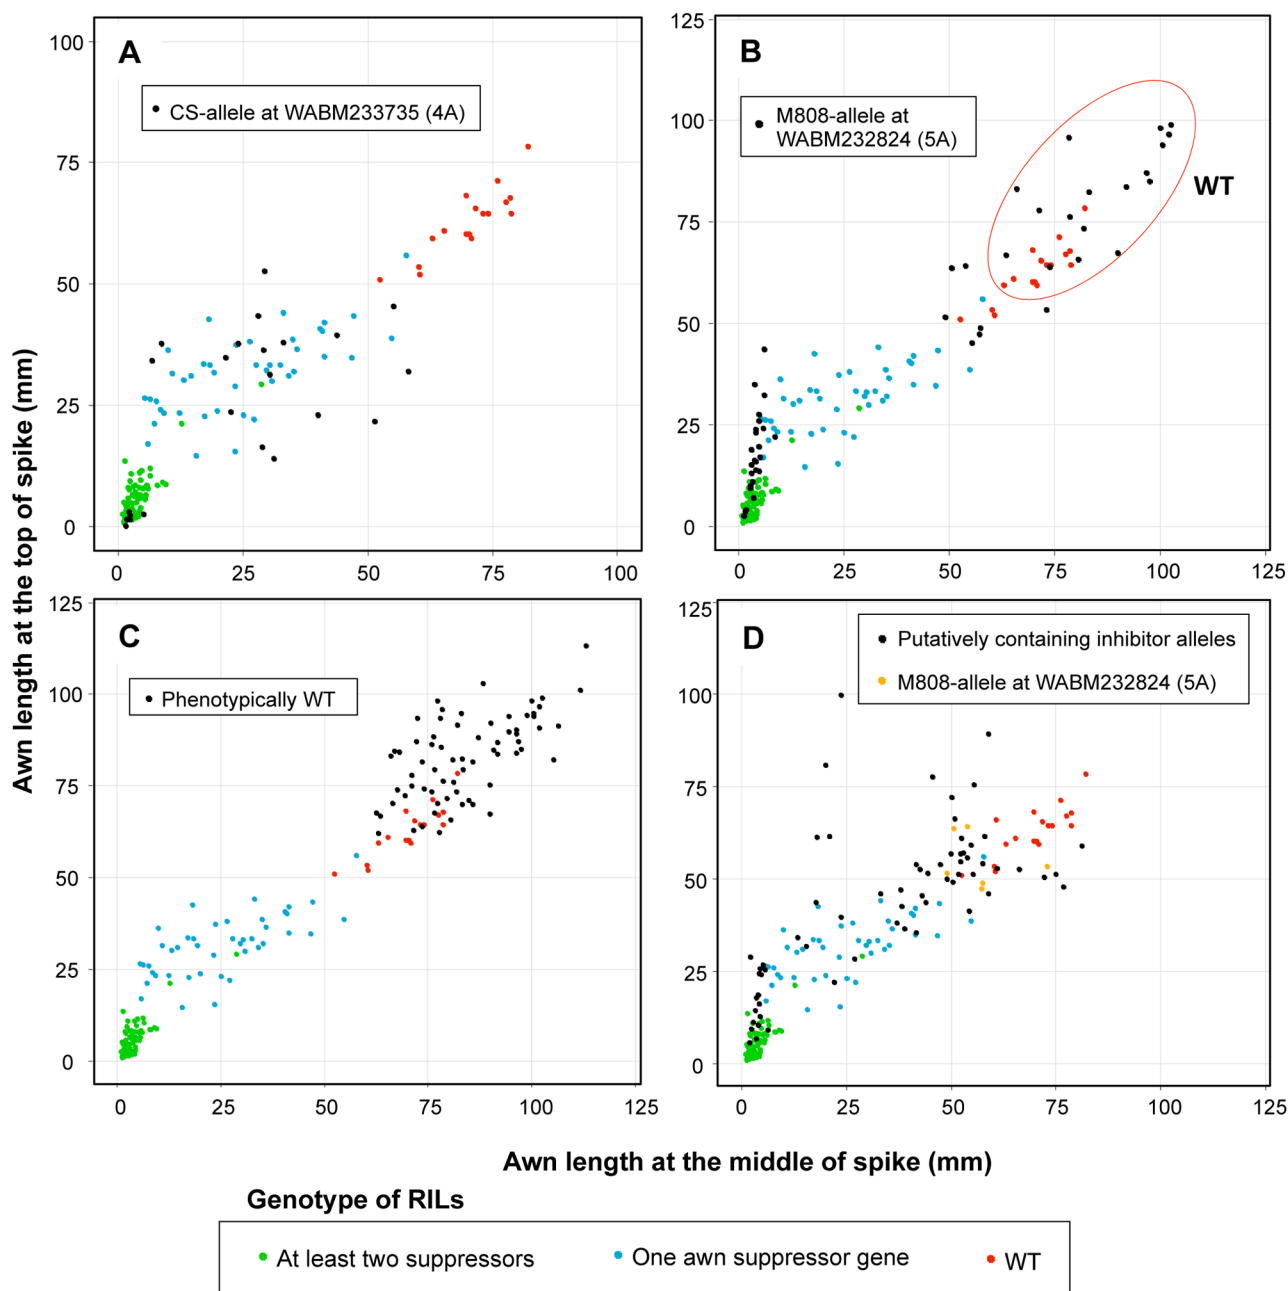 A
CS-allele at WABM233735 (4A)
100
75
50
25
0
0 25 50 75 100
B
M808-allele at
WABM232824 (5A)
WT
125
100
75
50
25
0
0 25 50 75 100 125
C
Phenotypically WT
125
100
75
50
25
0
0 25 50 75 100 125
D
Putatively containing inhibitor alleles
M808-allele at WABM232824 (5A)
125
100
75
50
25
0
0 25 50 75 100 125
Awn length at the top of spike (mm)
Awn length at the middle of spike (mm)
Genotype of RILs
At least two suppressors One awn suppressor gene WT